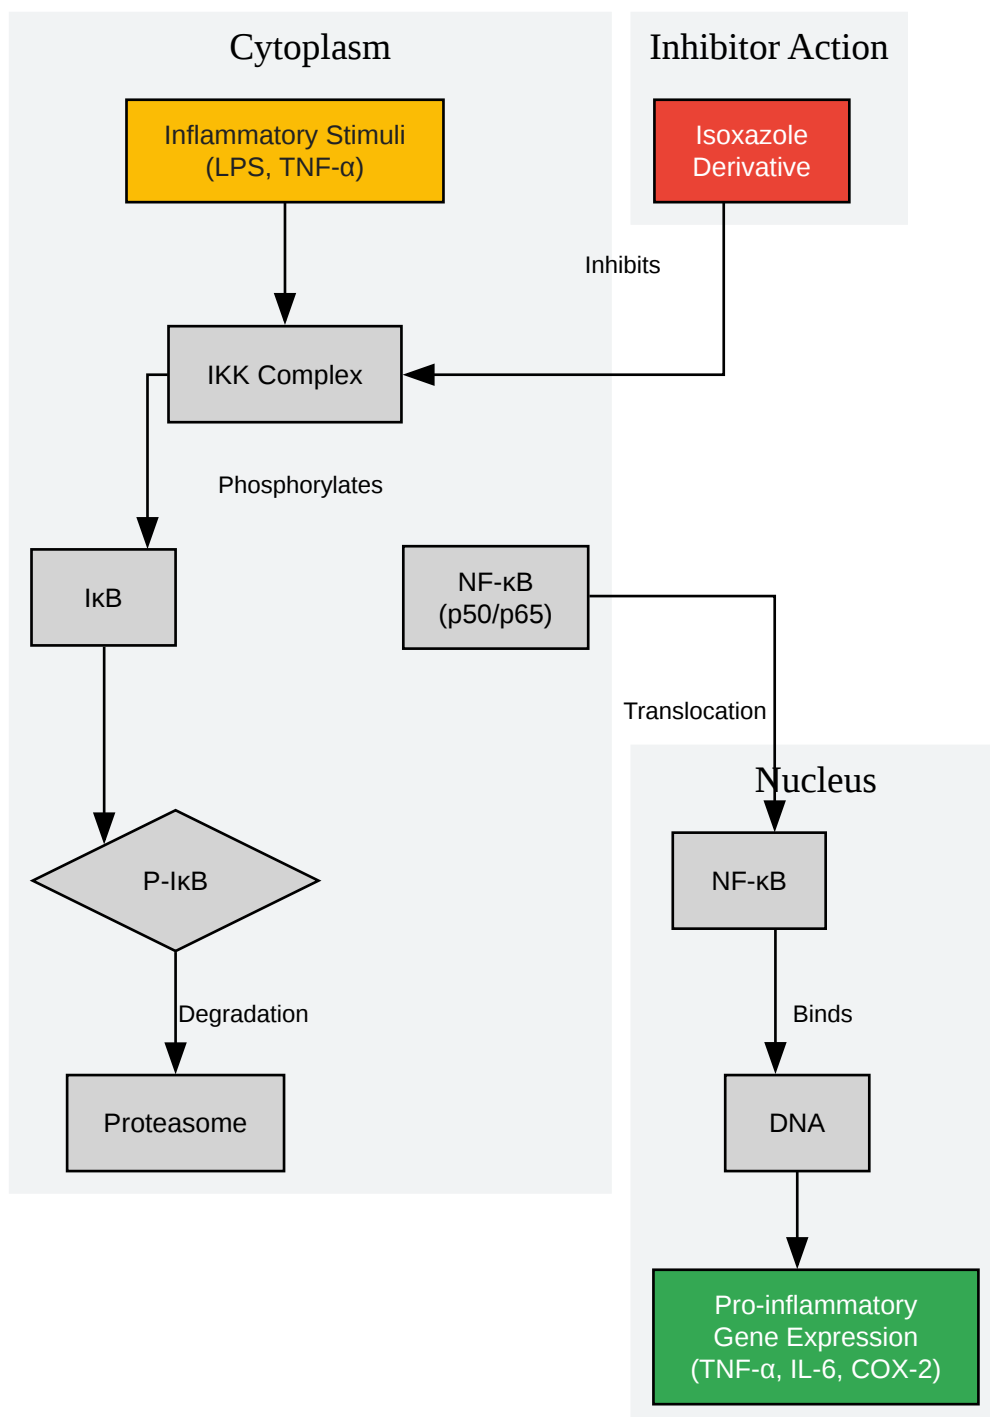 Cytoplasm
Inhibitor Action
Inflammatory Stimuli
(LPS, TNF-α)
Isoxazole
Derivative
Inhibits
IKK Complex
Phosphorylates
IκB
NF-κB
(p50/p65)
Translocation
Nucleus
P-IκB
NF-κB
Degradation
Binds
Proteasome
DNA
Pro-inflammatory
Gene Expression
(TNF-α, IL-6, COX-2)